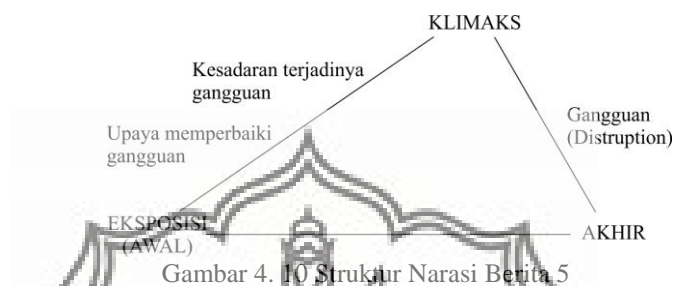 KLIMAKS
Kesadaran terjadinya
gangguan
Gangguan
(Distruption)
Upaya memperbaiki
gangguan
EKSPOSISI
(AWAL)
AKHIR
Gambar 4. 10 Struktur Narasi Berita 5